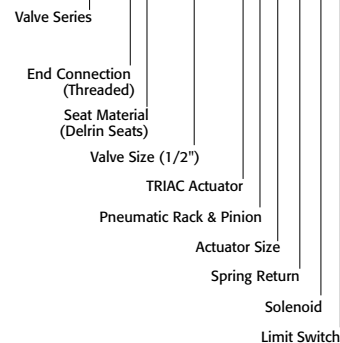 Valve Series
End Connection
(Threaded)
Seat Material
(Delrin Seats)
Valve Size (1/2")
TRIAC Actuator
Pneumatic Rack & Pinion
Actuator Size
Spring Return
Solenoid
Limit Switch